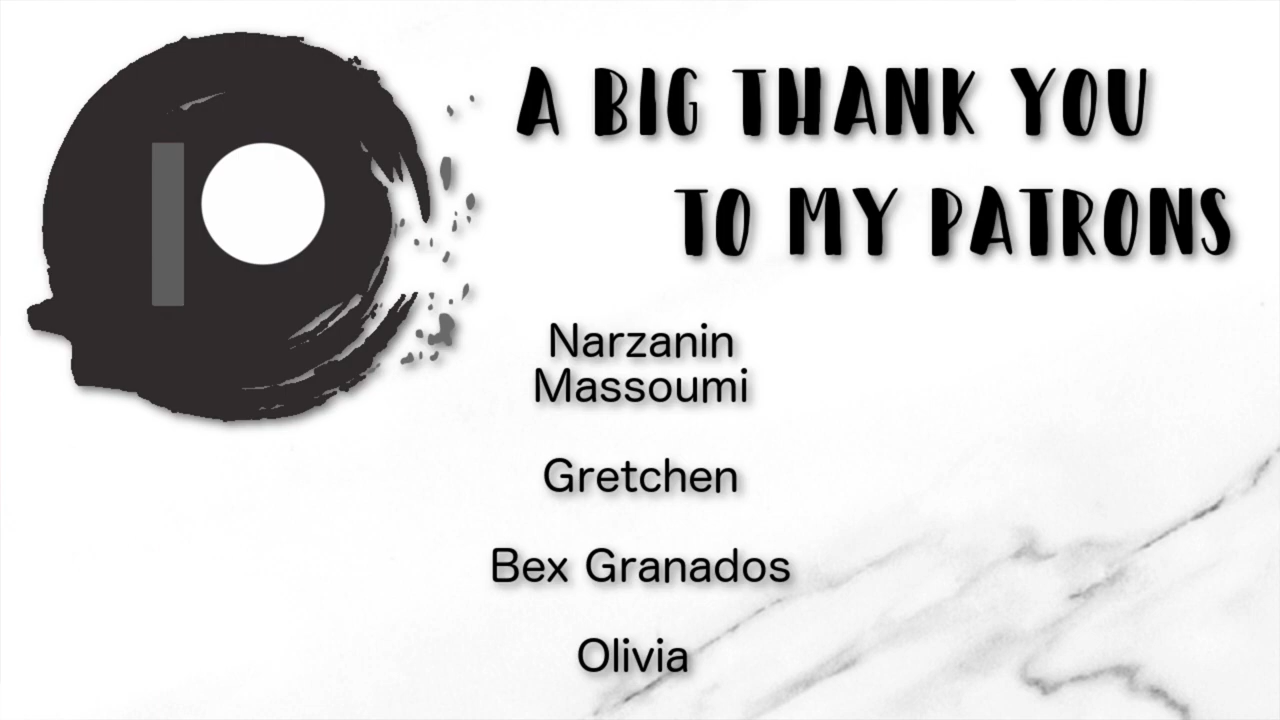 A BIG THANK YOU
TO MY PATRONS
Narzanin
Massoumi
Gretchen
Bex Granados
Olivia